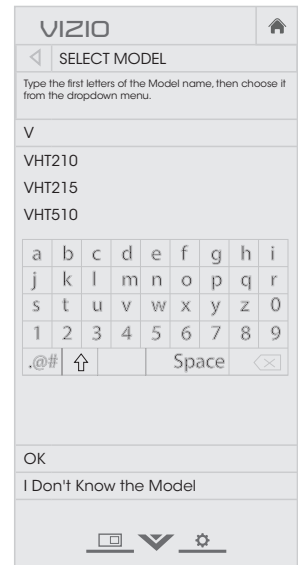 VIZIO
SELECT MODEL
Type the first letters of the Model name, then choose it
from the dropdown menu.
V
VHT210
VHT215
VHT510
a b c d e f g h i
j k l m n o p q r
s t u v w x y z 0
1 2 3 4 5 6 7 8 9
.@# Space
OK
I Don't Know the Model